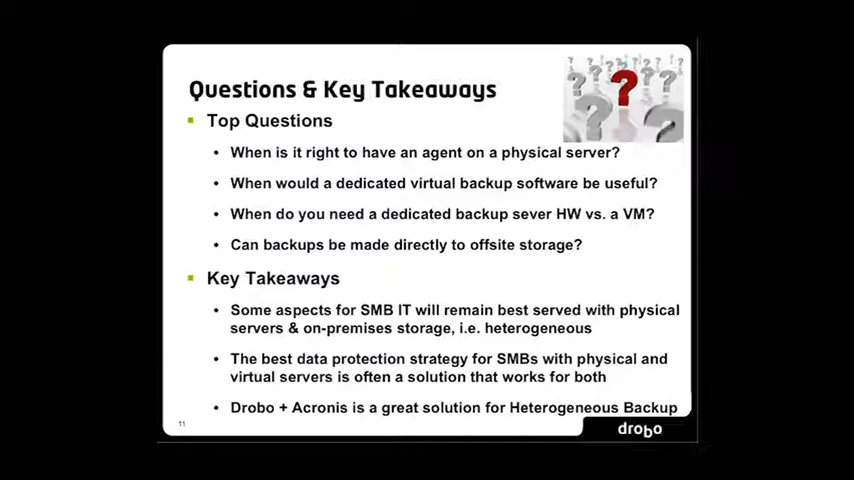 Questions & Key Takeaways
Top Questions
• When is it right to have an agent on a physical server?
• When would a dedicated virtual backup software be useful?
• When do you need a dedicated backup sever HW vs. a VM?
• Can backups be made directly to offsite storage?
Key Takeaways
• Some aspects for SMB IT will remain best served with physical
servers & on-premises storage, i.e. heterogeneous
• The best data protection strategy for SMBs with physical and
virtual servers is often a solution that works for both
• Drobo + Acronis is a great solution for Heterogeneous Backup
11
drobo